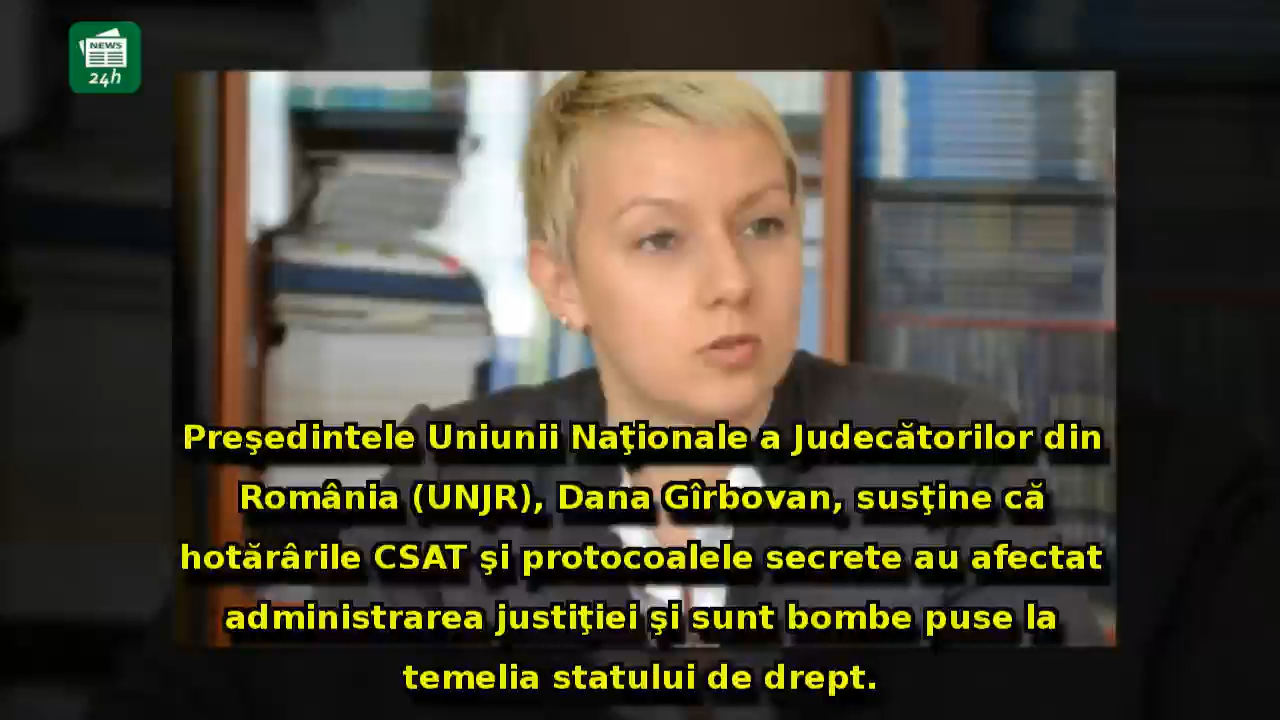 NEWS
24h
Preşedintele Uniunii Naţionale a Judecătorilor din
România (UNJR), Dana Gîrbovan, susţine că
hotărârile CSAT şi protocoalele secrete au afectat
administrarea justiţiei şi sunt bombe puse la
temelia statului de drept.